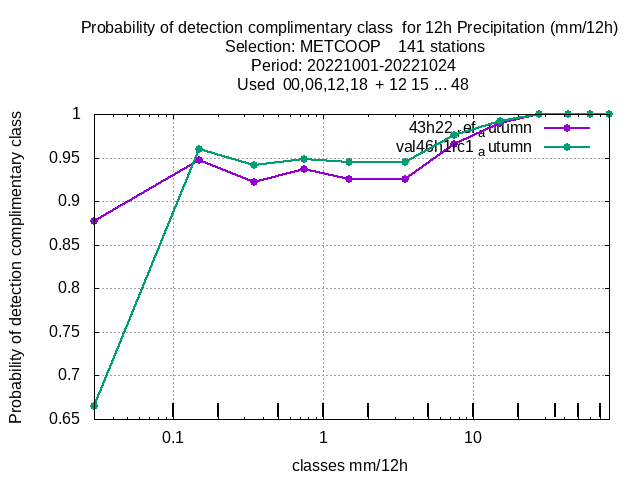 Probability of detection complimentary class for 12h Precipitation (mm/12h)
Selection: METCOOP 141 stations
Period: 20221001-20221024
Used 00,06,12,18 + 12 15 ... 48
Probability of detection complimentary class
1
0.95
0.9
0.85
0.8
0.75
0.7
0.65
43h22_ref_autumn
val46h1rc1_autumn
0.1
1
10
classes mm/12h